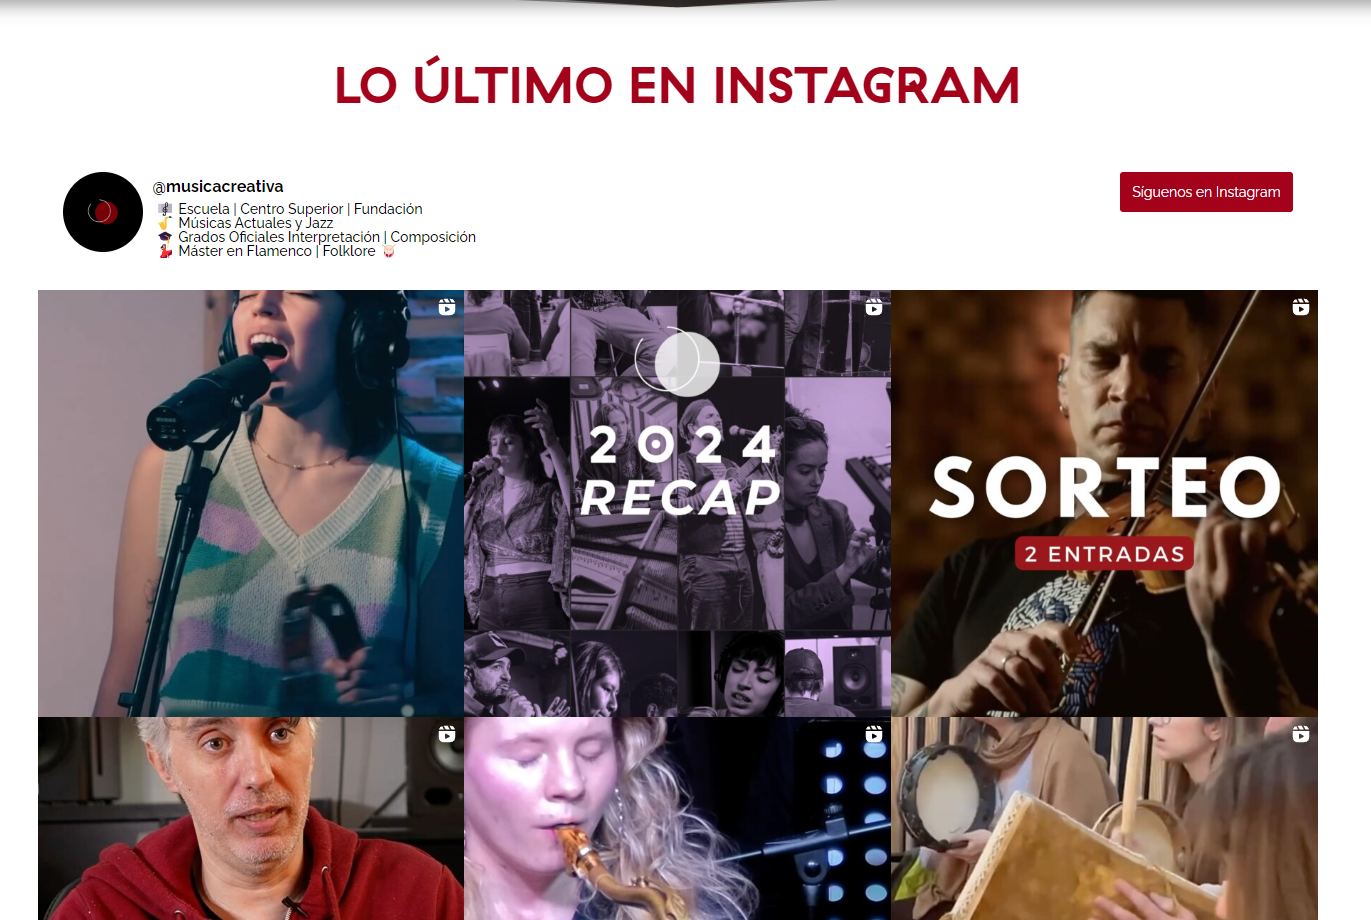 LO ÚLTIMO EN INSTAGRAM
@musicacreativa
Síguenos en Instagram
🎼 Escuela | Centro Superior | Fundación
🎷 Músicas Actuales y Jazz
🎓 Grados Oficiales Interpretación | Composición
💃 Máster en Flamenco | Folklore 🥁
2024
RECAP
SORTEO
2 ENTRADAS